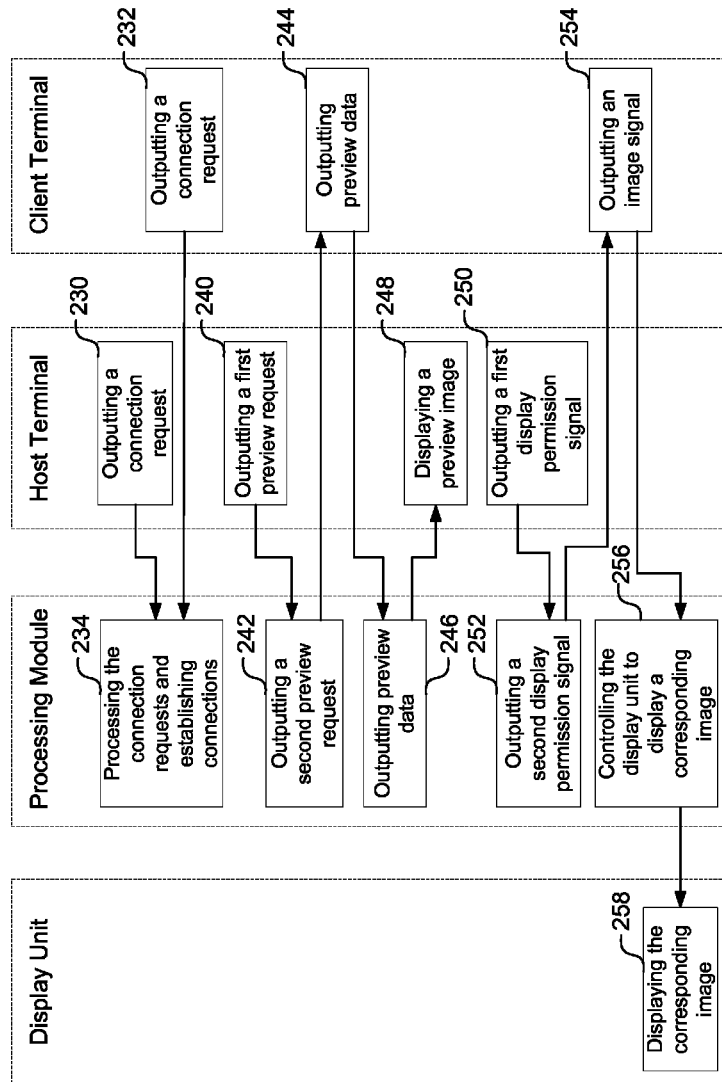 Display Unit
Processing Module
Host Terminal
Client Terminal
230
Outputting a
connection
request
232
Outputting a
connection
request
234
Processing the
connection
requests and
establishing
connections
240
Outputting a first
preview request
242
Outputting a
second preview
request
244
Outputting
preview data
246
Outputting preview
data
248
Displaying a
preview image
250
Outputting a first
display
permission
signal
252
Outputting a
second display
permission signal
254
Outputting an
image signal
256
Controlling the
display unit to
display a
corresponding
image
258
Displaying the
corresponding
image